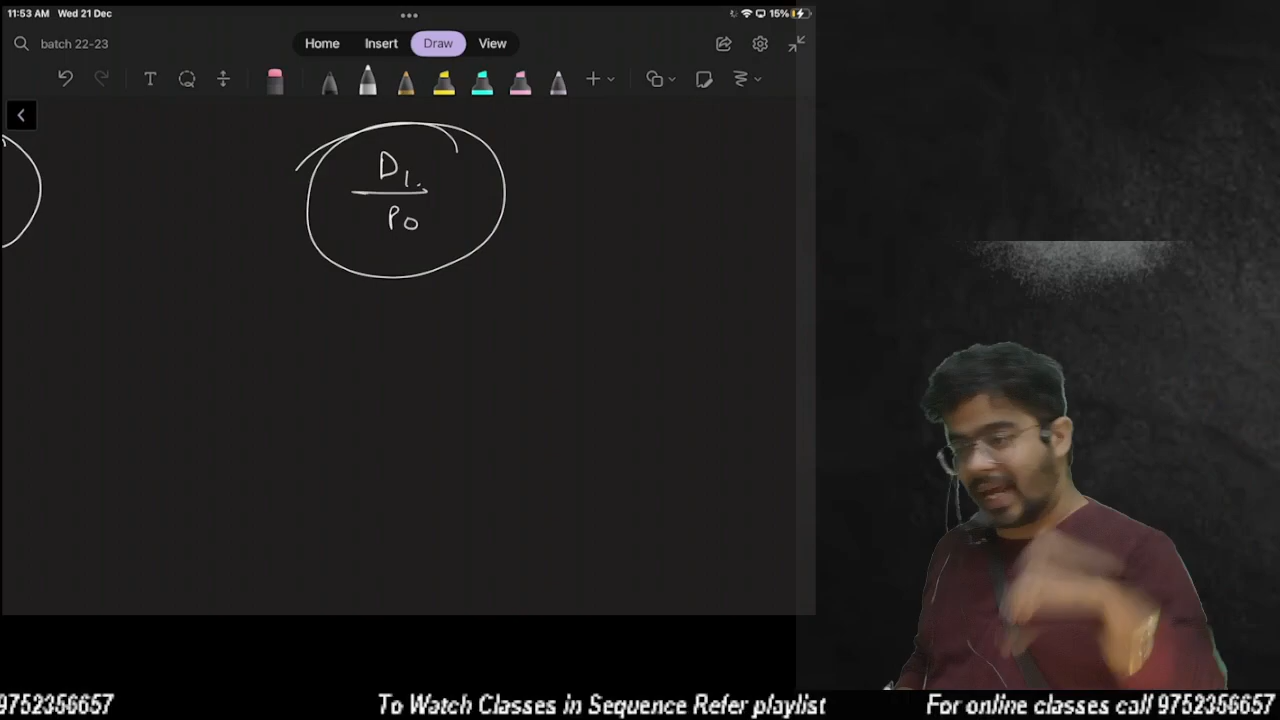 11:53 AM Wed 21 Dec
15%
batch 22-23
Home Insert Draw View
D1.
P0
9752356657 To Watch Classes in Sequence Refer playlist For online classes call 9752356657